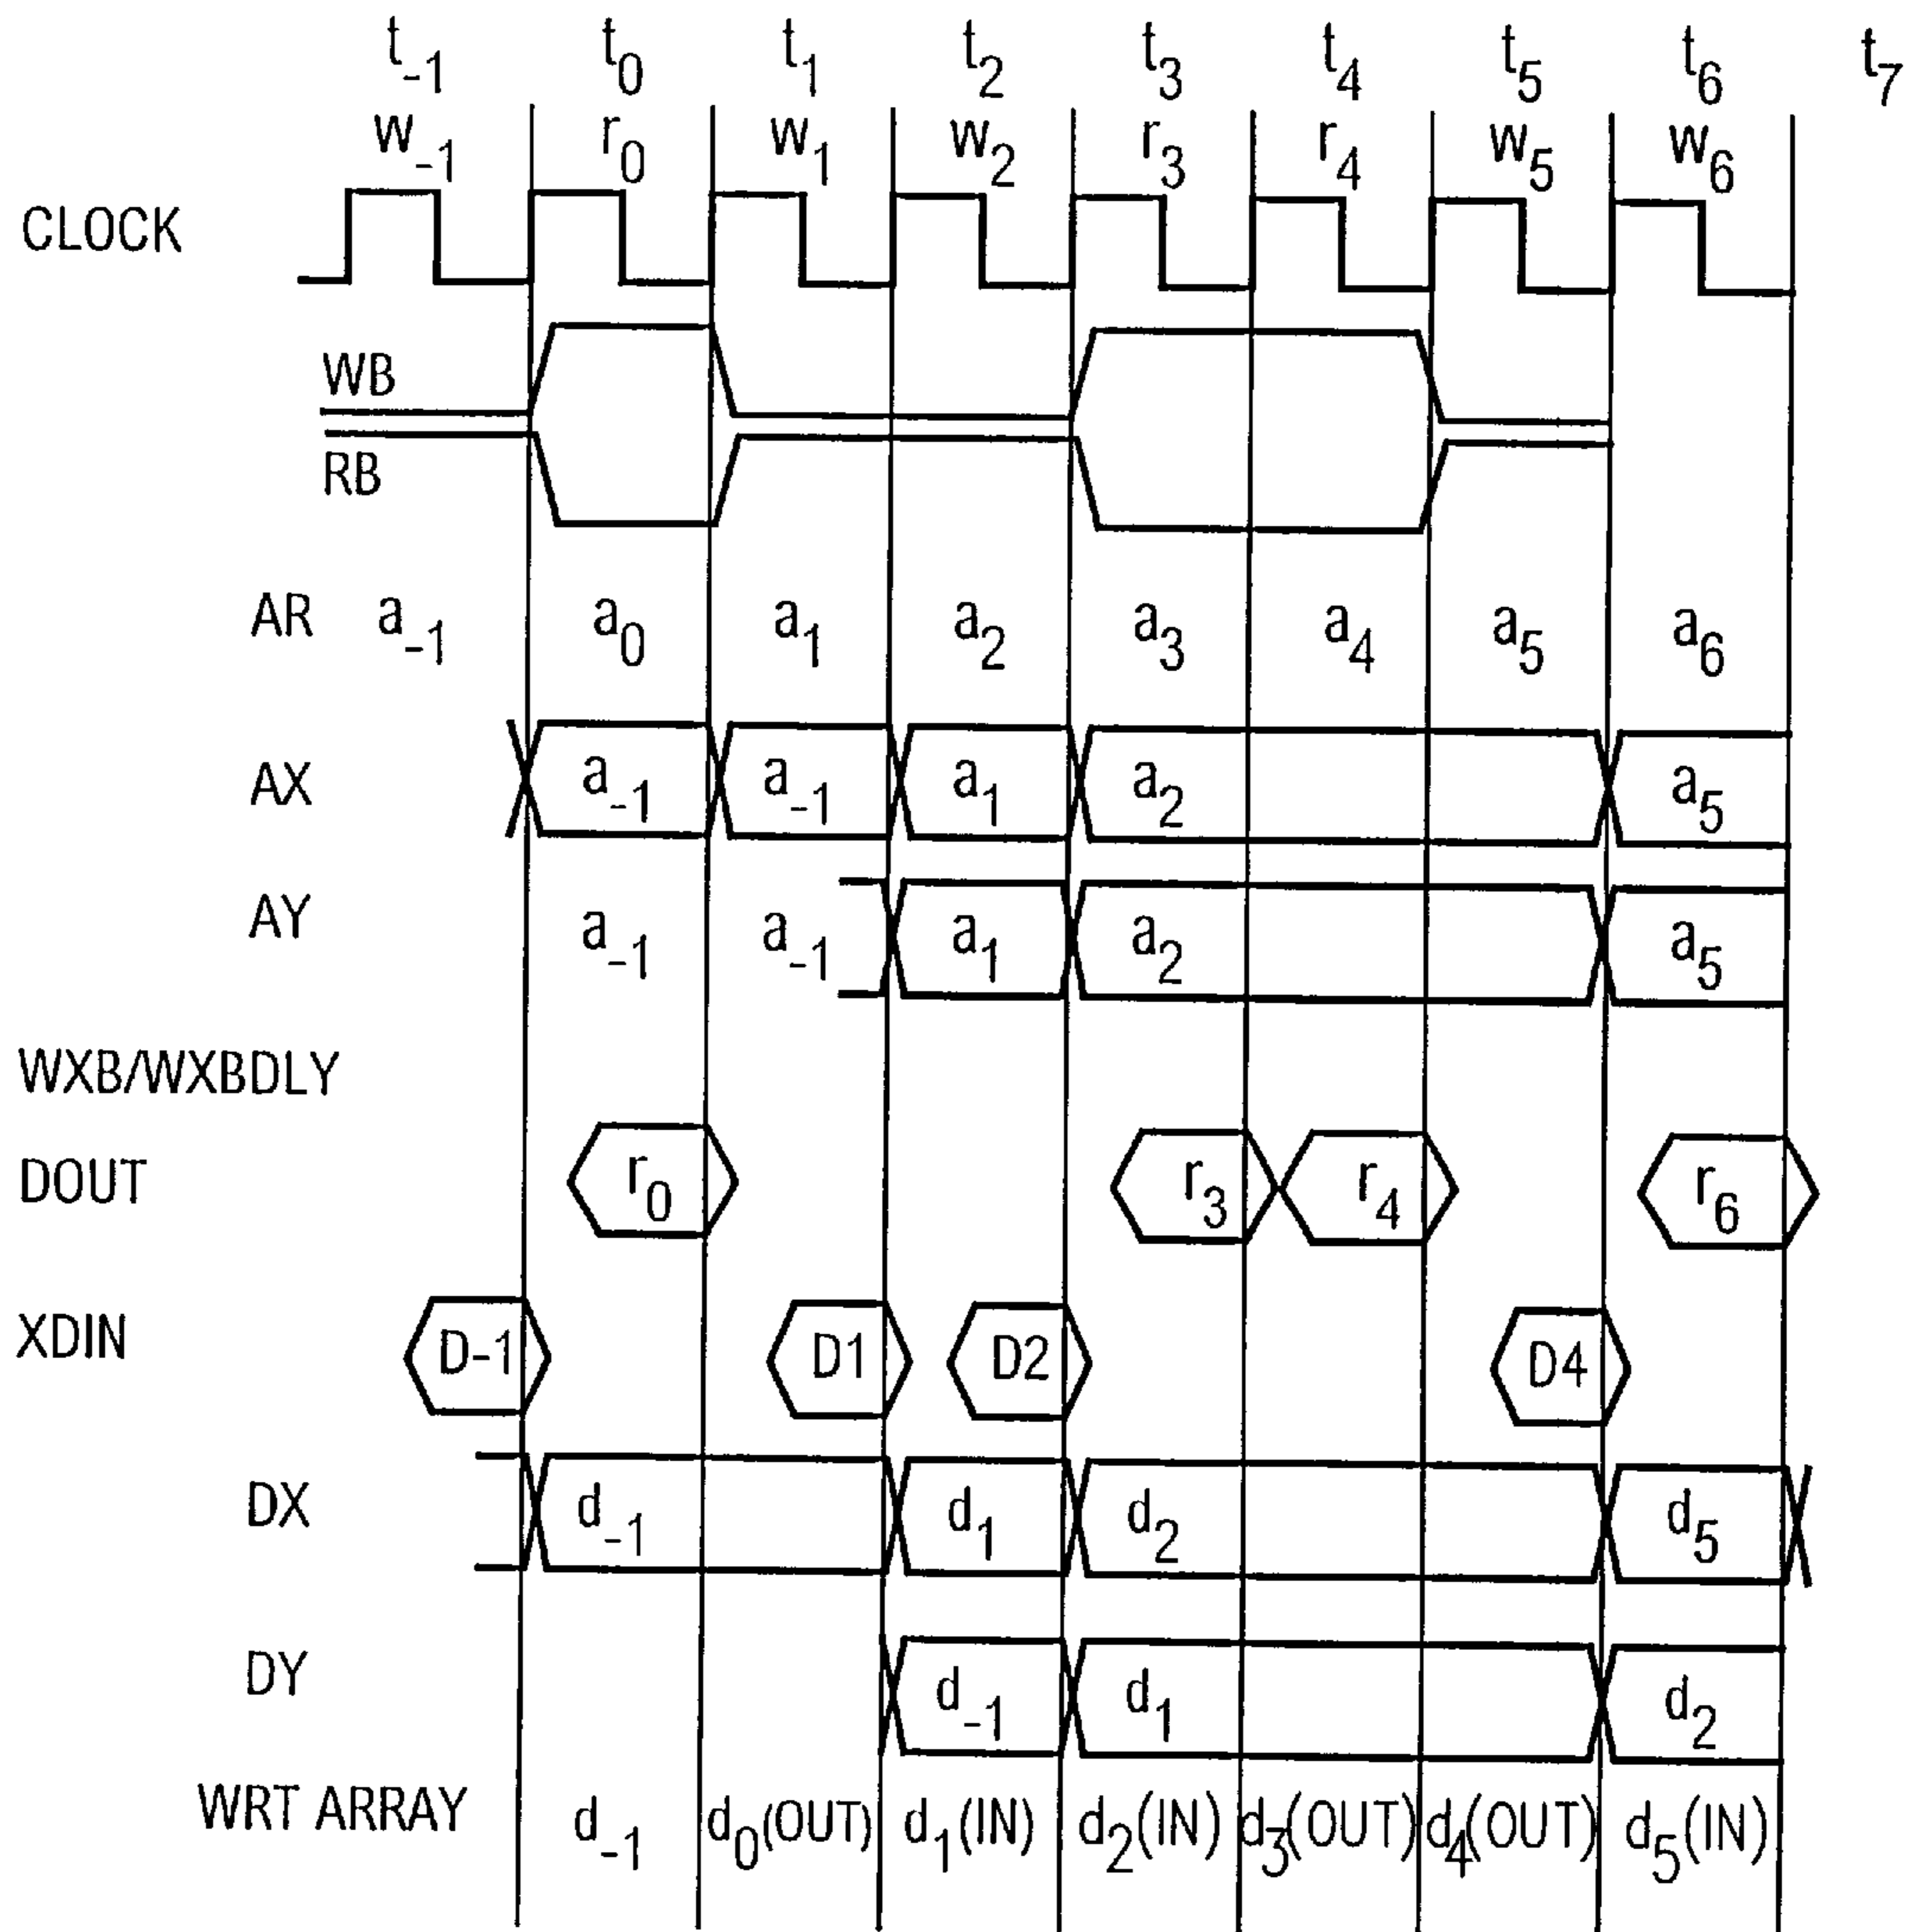 t-1 t0 t1 t2 t3 t4 t5 t6 t7
w-1 r0 w1 w2 r3 r4 w5 w6
CLOCK
WB
RB
AR a-1 a0 a1 a2 a3 a4 a5 a6
AX a-1 a-1 a1 a2 a5
AY a-1 a-1 a1 a2 a5
WXB/WXBDLY
DOUT r0 r3 r4 r6
XDIN D-1 D1 D2 D4
DX d-1 d1 d2 d5
DY d-1 d1 d2
WRT ARRAY d-1 d0(OUT) d1(IN) d2(IN) d3(OUT) d4(OUT) d5(IN)